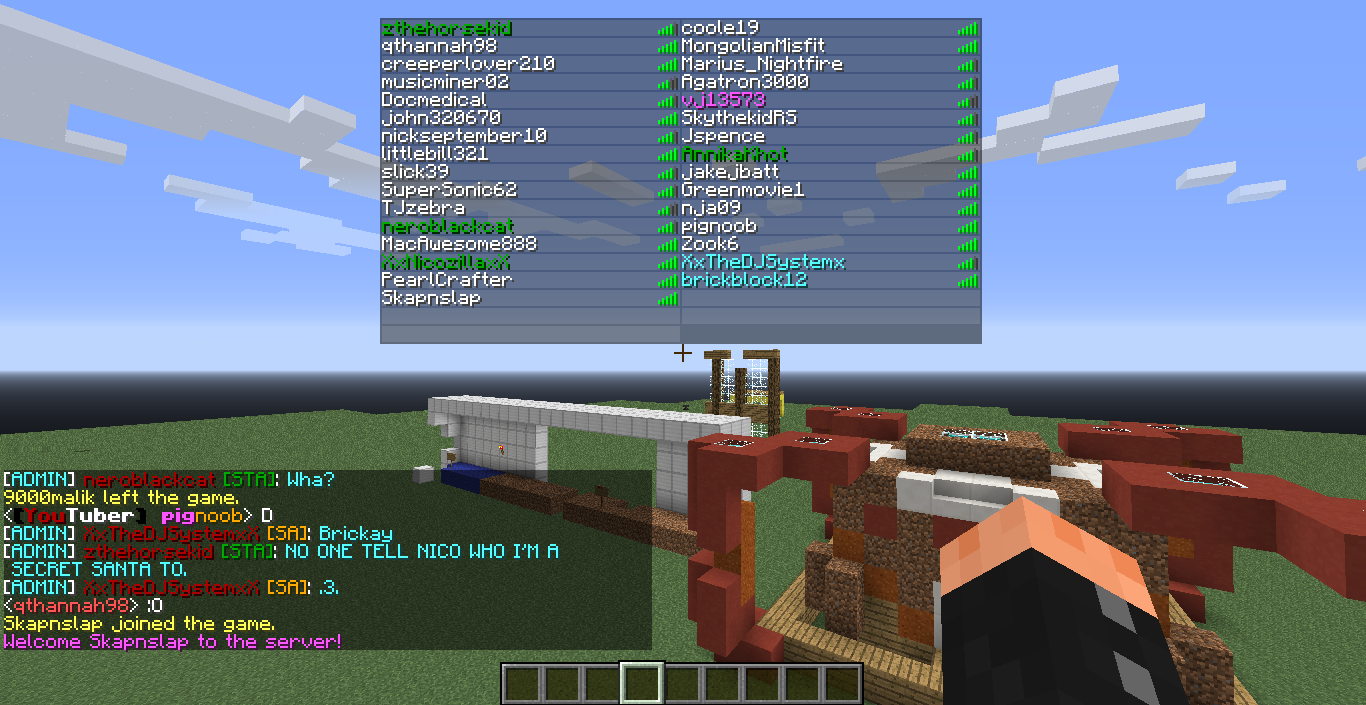 zthehorsekid
qthannah98
creeperlover210
musicminer02
Docmedical
john320670
nickseptember10
littlebill321
slick39
SuperSonic62
TJzebra
neroblackcat
MacAwesome888
XxNicozillaxX
PearlCrafter
Skapnslap
coole19
MongolianMisfit
Marius_Nightfire
Agatron3000
vj13573
SkythekidRS
Jspence
AnnikaKhot
jakejbatt
Greenmovie1
nja09
pignoob
Zook6
XxTheDJSystemx
brickblock12
[ADMIN] neroblackcat [STA]: Wha?
9000malik left the game.
<[YouTuber] pignoob> O
[ADMIN] XxTheDJSystemxX [SA]: Brickay
[ADMIN] zthehorsekid [STA]: NO ONE TELL NICO WHO I'M A
SECRET SANTA TO.
[ADMIN] XxTheDJSystemxX [SA]: .3.
<qthannah98> :O
Skapnslap joined the game.
Welcome Skapnslap to the server!